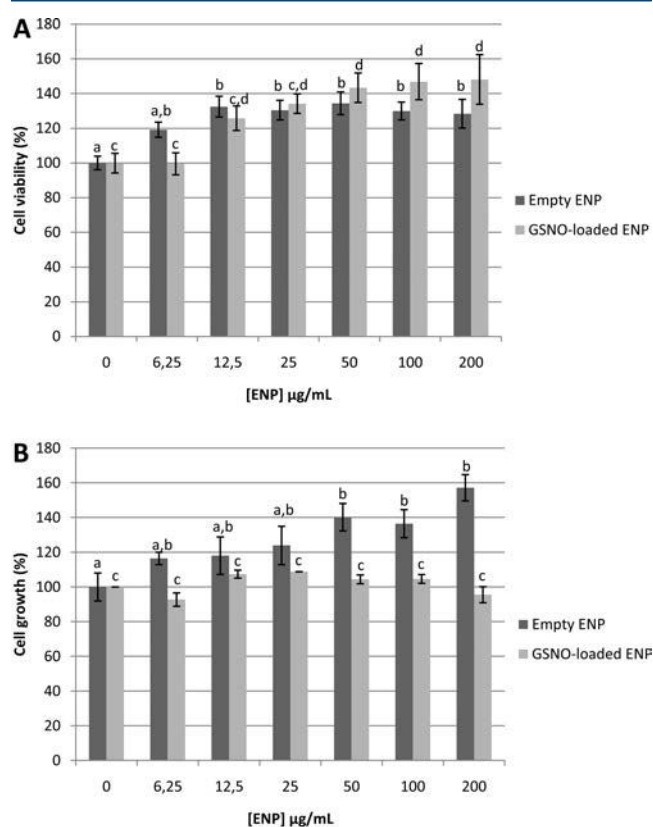 A
180
160
140
120
100
80
60
40
20
0
Cell viability (%)
a c a,b c b c,d b c,d b d b d b d
0 6,25 12,5 25 50 100 200
[ENP] µg/mL
Empty ENP
GSNO-loaded ENP
B
180
160
140
120
100
80
60
40
20
0
Cell growth (%)
a c a,b c a,b c a,b c b c b c b c
0 6,25 12,5 25 50 100 200
[ENP] µg/mL
Empty ENP
GSNO-loaded ENP